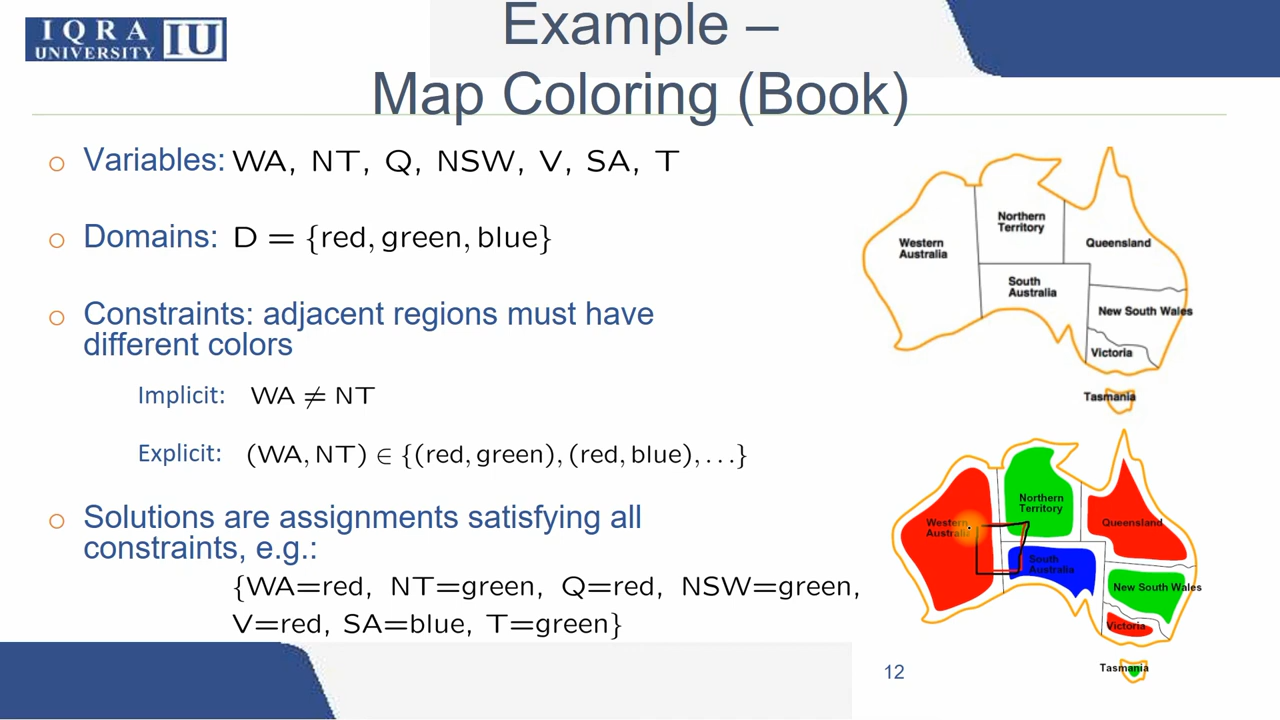 IQRA
UNIVERSITY IU
Example –
Map Coloring (Book)
Variables: WA, NT, Q, NSW, V, SA, T
Domains: D = {red, green, blue}
Constraints: adjacent regions must have
different colors
Implicit: WA ≠ NT
Explicit: (WA, NT) ∈ {(red, green), (red, blue), ...}
Solutions are assignments satisfying all
constraints, e.g.:
{WA=red, NT=green, Q=red, NSW=green,
V=red, SA=blue, T=green}
Northern
Territory
Western
Australia
Queensland
South
Australia
New South Wales
Victoria
Tasmania
Northern
Territory
Western
Australia
Queensland
South
Australia
New South Wales
Victoria
Tasmania
12